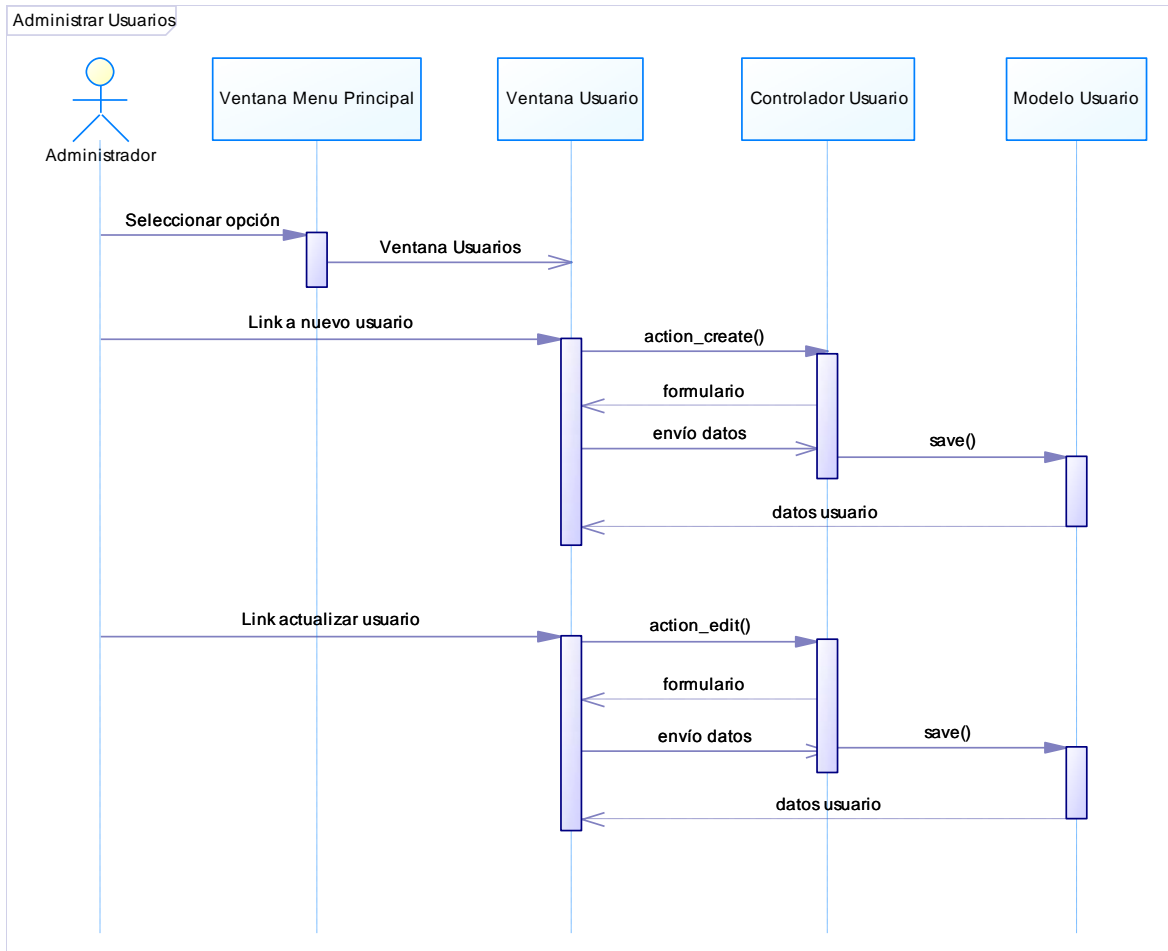 Administrar Usuarios
Ventana Menu Principal
Ventana Usuario
Controlador Usuario
Modelo Usuario
Administrador
Seleccionar opción
Ventana Usuarios
Link a nuevo usuario
action_create()
formulario
envío datos
save()
datos usuario
Link actualizar usuario
action_edit()
formulario
envío datos
save()
datos usuario